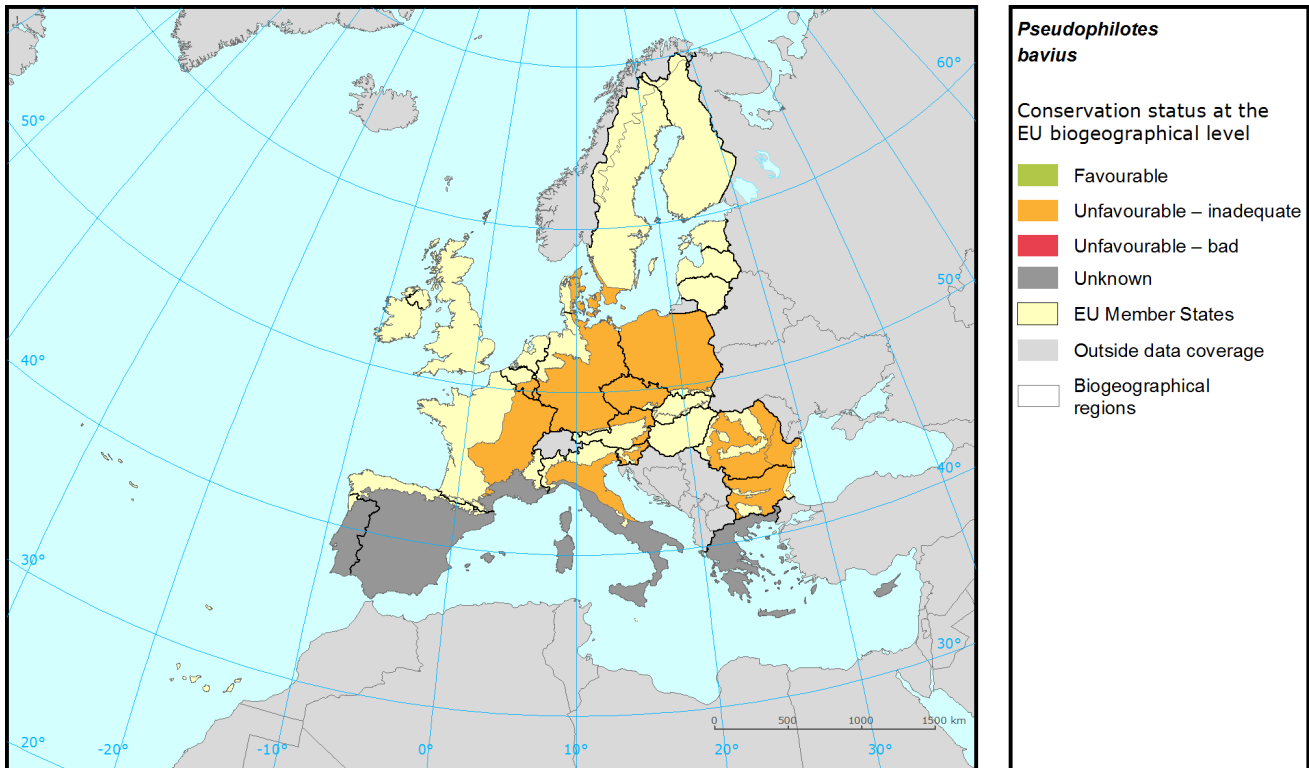 60°
50°
50°
40°
40°
30°
30°
20°
-20°
-10°
0°
10°
20°
30°
0
500
1000
1500 km
Pseudophilotes
bavius
Conservation status at the
EU biogeographical level
Favourable
Unfavourable – inadequate
Unfavourable – bad
Unknown
EU Member States
Outside data coverage
Biogeographical
regions